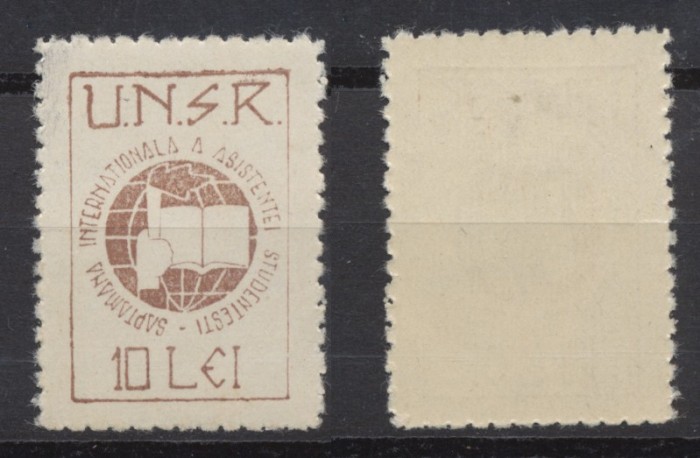 U.N.S.R.
SAPTAMANA INTERNATIONALA A ASISTENTEI STUDENTESTI -
10 LEI